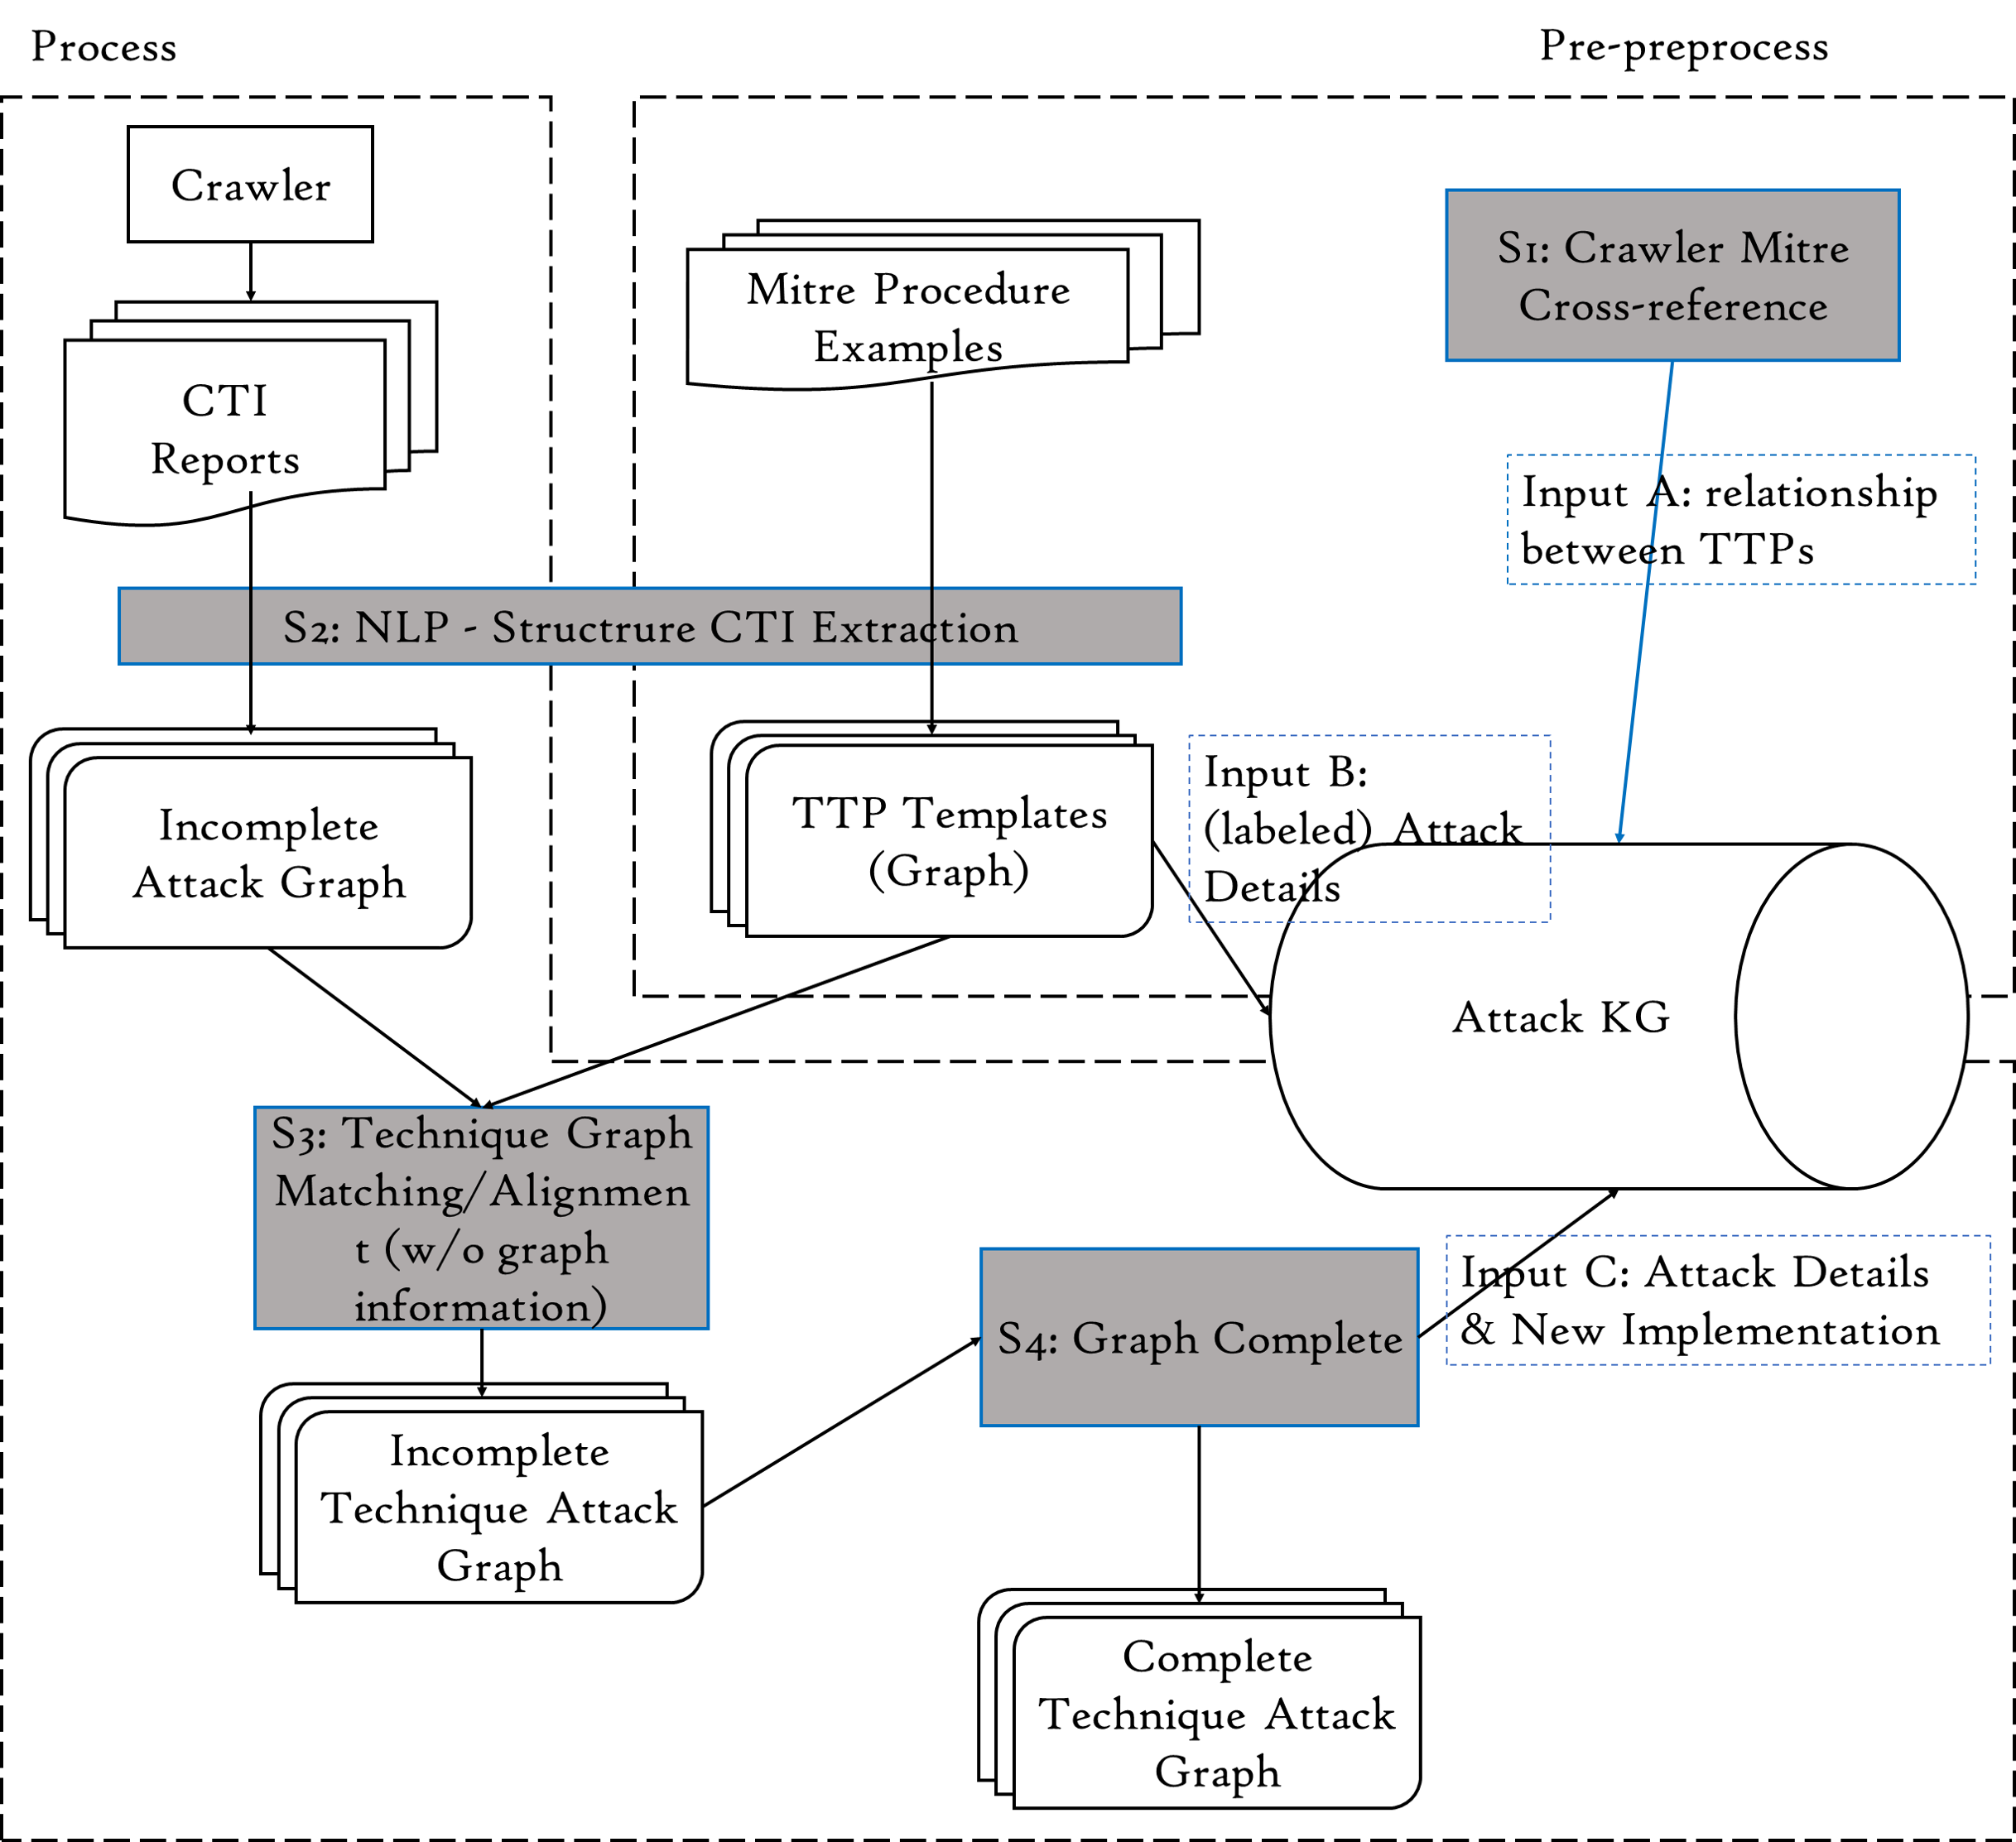 Process
Pre-preprocess
Crawler
CTI
Reports
Mitre Procedure
Examples
S1: Crawler Mitre
Cross-reference
Input A: relationship
between TTPs
S2: NLP - Structrure CTI Extraction
Incomplete
Attack Graph
TTP Templates
(Graph)
Input B:
(labeled) Attack
Details
Attack KG
S3: Technique Graph
Matching/Alignmen
t (w/o graph
information)
S4: Graph Complete
Input C: Attack Details
& New Implementation
Incomplete
Technique Attack
Graph
Complete
Technique Attack
Graph